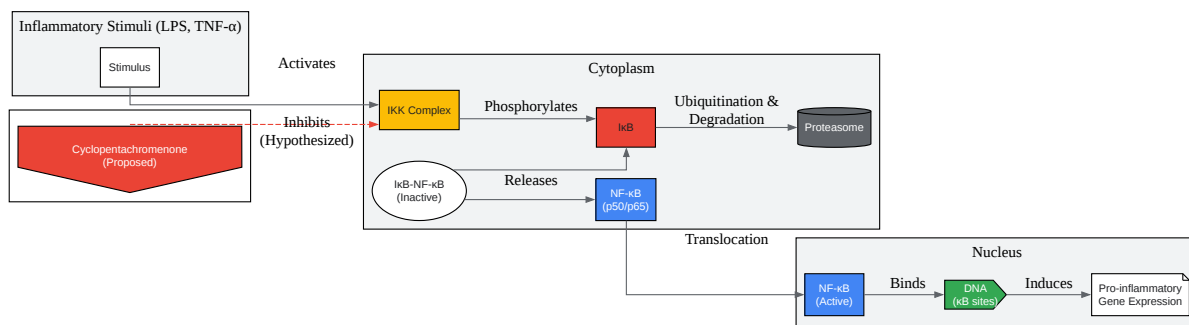 Inflammatory Stimuli (LPS, TNF-α)
Stimulus
Activates
Cyclopentachromenone
(Proposed)
Inhibits
(Hypothesized)
Cytoplasm
IKK Complex
Phosphorylates
IκB
Ubiquitination &
Degradation
Proteasome
IκB-NF-κB
(Inactive)
Releases
NF-κB
(p50/p65)
Translocation
Nucleus
NF-κB
(Active)
Binds
DNA
(κB sites)
Induces
Pro-inflammatory
Gene Expression